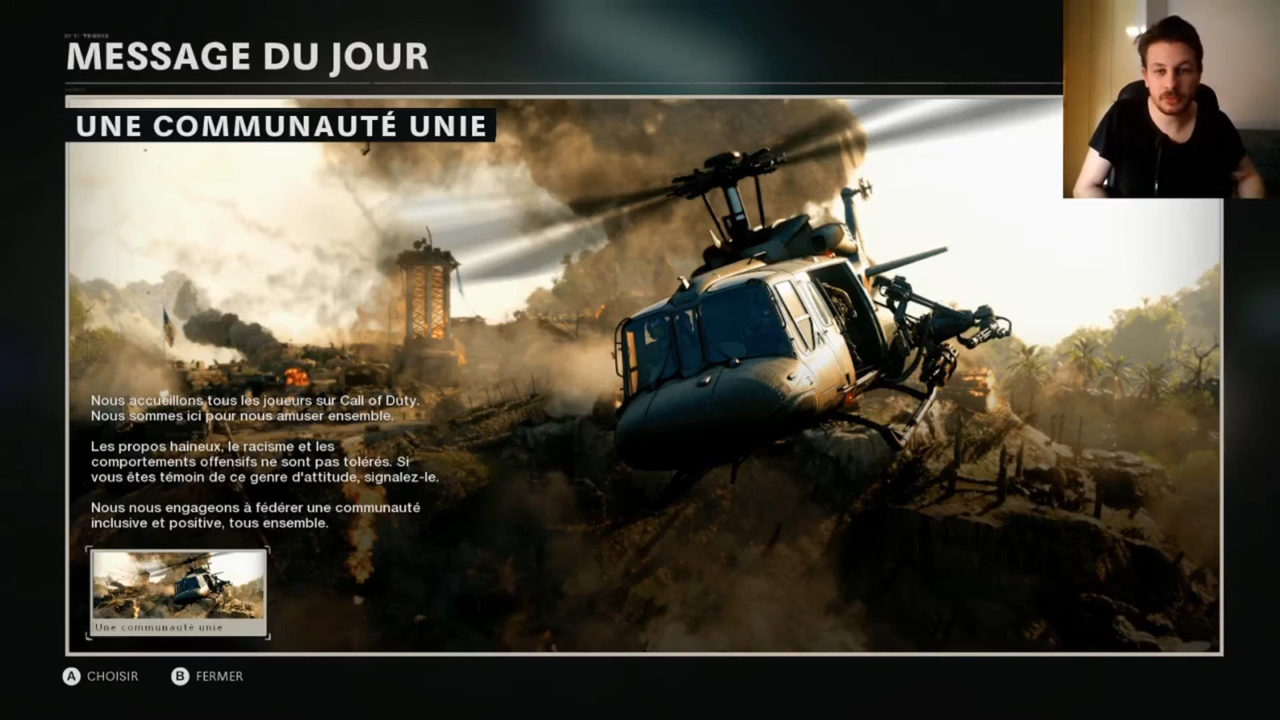 MESSAGE DU JOUR
UNE COMMUNAUTÉ UNIE
Nous accueillons tous les joueurs sur Call of Duty.
Nous sommes ici pour nous amuser ensemble.
Les propos haineux, le racisme et les
comportements offensifs ne sont pas tolérés. Si
vous êtes témoin de ce genre d'attitude, signalez-le.
Nous nous engageons à fédérer une communauté
inclusive et positive, tous ensemble.
Une communauté unie
A CHOISIR B FERMER